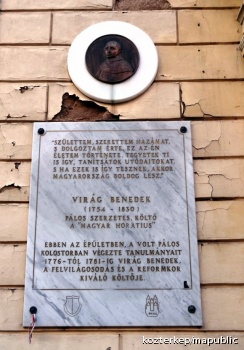 "SZÜLETTEM, SZERETTEM HAZÁMAT,
S DOLGOZTAM ÉRTE, EZ AZ ÉN
ÉLETEM TÖRTÉNETE. TEGYETEK TI
IS ÍGY, TANÍTSÁTOK UTÓDAITOKAT,
S HA EZEK IS ÍGY TESZNEK, AKKOR
MAGYARORSZÁG BOLDOG LESZ."
VIRÁG BENEDEK
(1754 - 1830)
PÁLOS SZERZETES, KÖLTŐ
A "MAGYAR HORATIUS"
EBBEN AZ ÉPÜLETBEN, A VOLT PÁLOS
KOLOSTORBAN VÉGEZTE TANULMÁNYAIT
1776-TÓL 1781-IG VIRÁG BENEDEK,
A FELVILÁGOSODÁS ÉS A REFORMKOR
KIVÁLÓ KÖLTŐJE.
kozterkep/mapublic